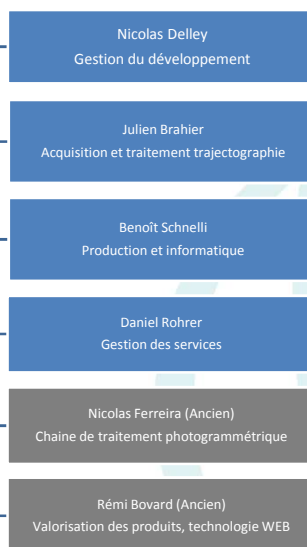 Nicolas Delley
Gestion du développement
Julien Brahier
Acquisition et traitement trajectographie
Benoît Schnelli
Production et informatique
Daniel Rohrer
Gestion des services
Nicolas Ferreira (Ancien)
Chaine de traitement photogrammétrique
Rémi Bovard (Ancien)
Valorisation des produits, technologie WEB